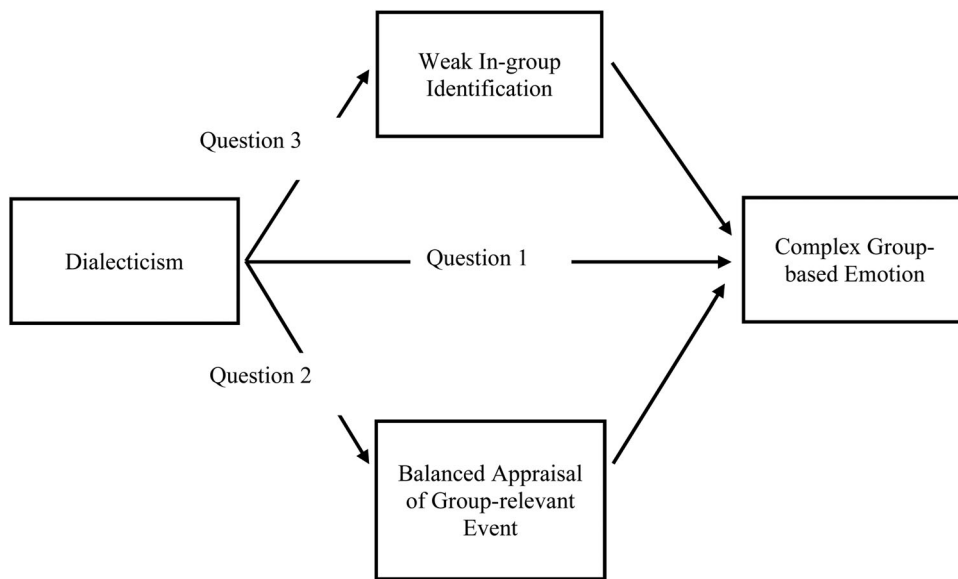 Weak In-group
Identification
Question 3
Dialecticism
Question 1
Complex Group-
based Emotion
Question 2
Balanced Appraisal
of Group-relevant
Event